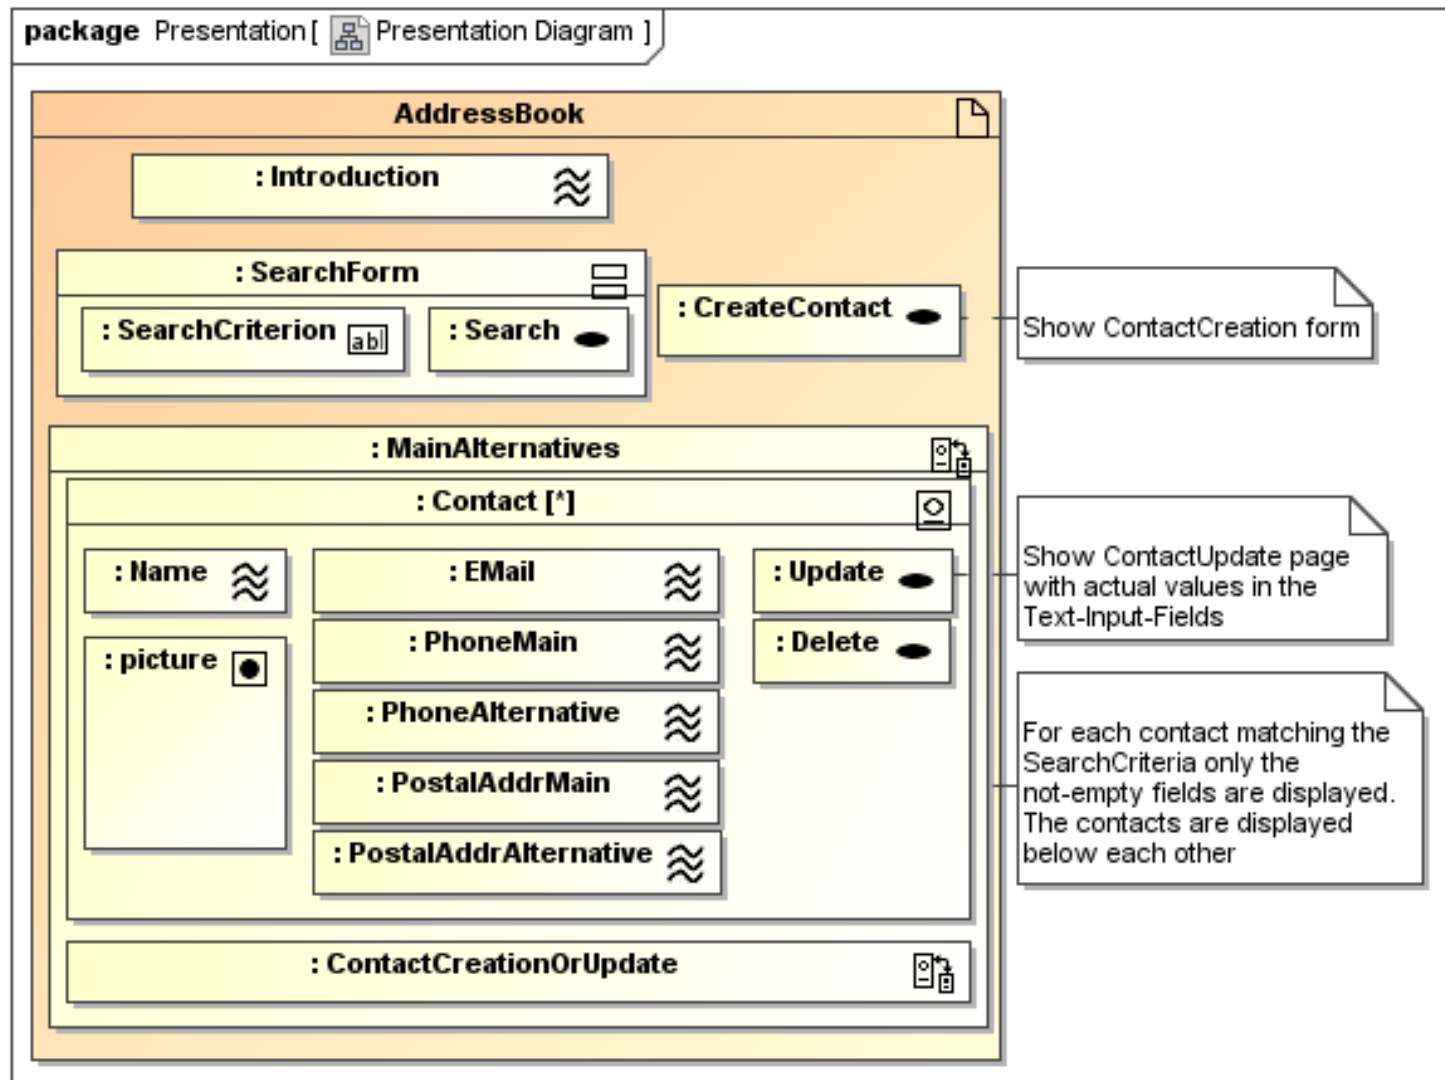 package Presentation [ Presentation Diagram ]
AddressBook
: Introduction
: SearchForm
: SearchCriterion abl
: Search
: CreateContact
Show ContactCreation form
: MainAlternatives
: Contact [*]
: Name
: picture
: EMail
: PhoneMain
: PhoneAlternative
: PostalAddrMain
: PostalAddrAlternative
: Update
: Delete
Show ContactUpdate page
with actual values in the
Text-Input-Fields
For each contact matching the
SearchCriteria only the
not-empty fields are displayed.
The contacts are displayed
below each other
: ContactCreationOrUpdate